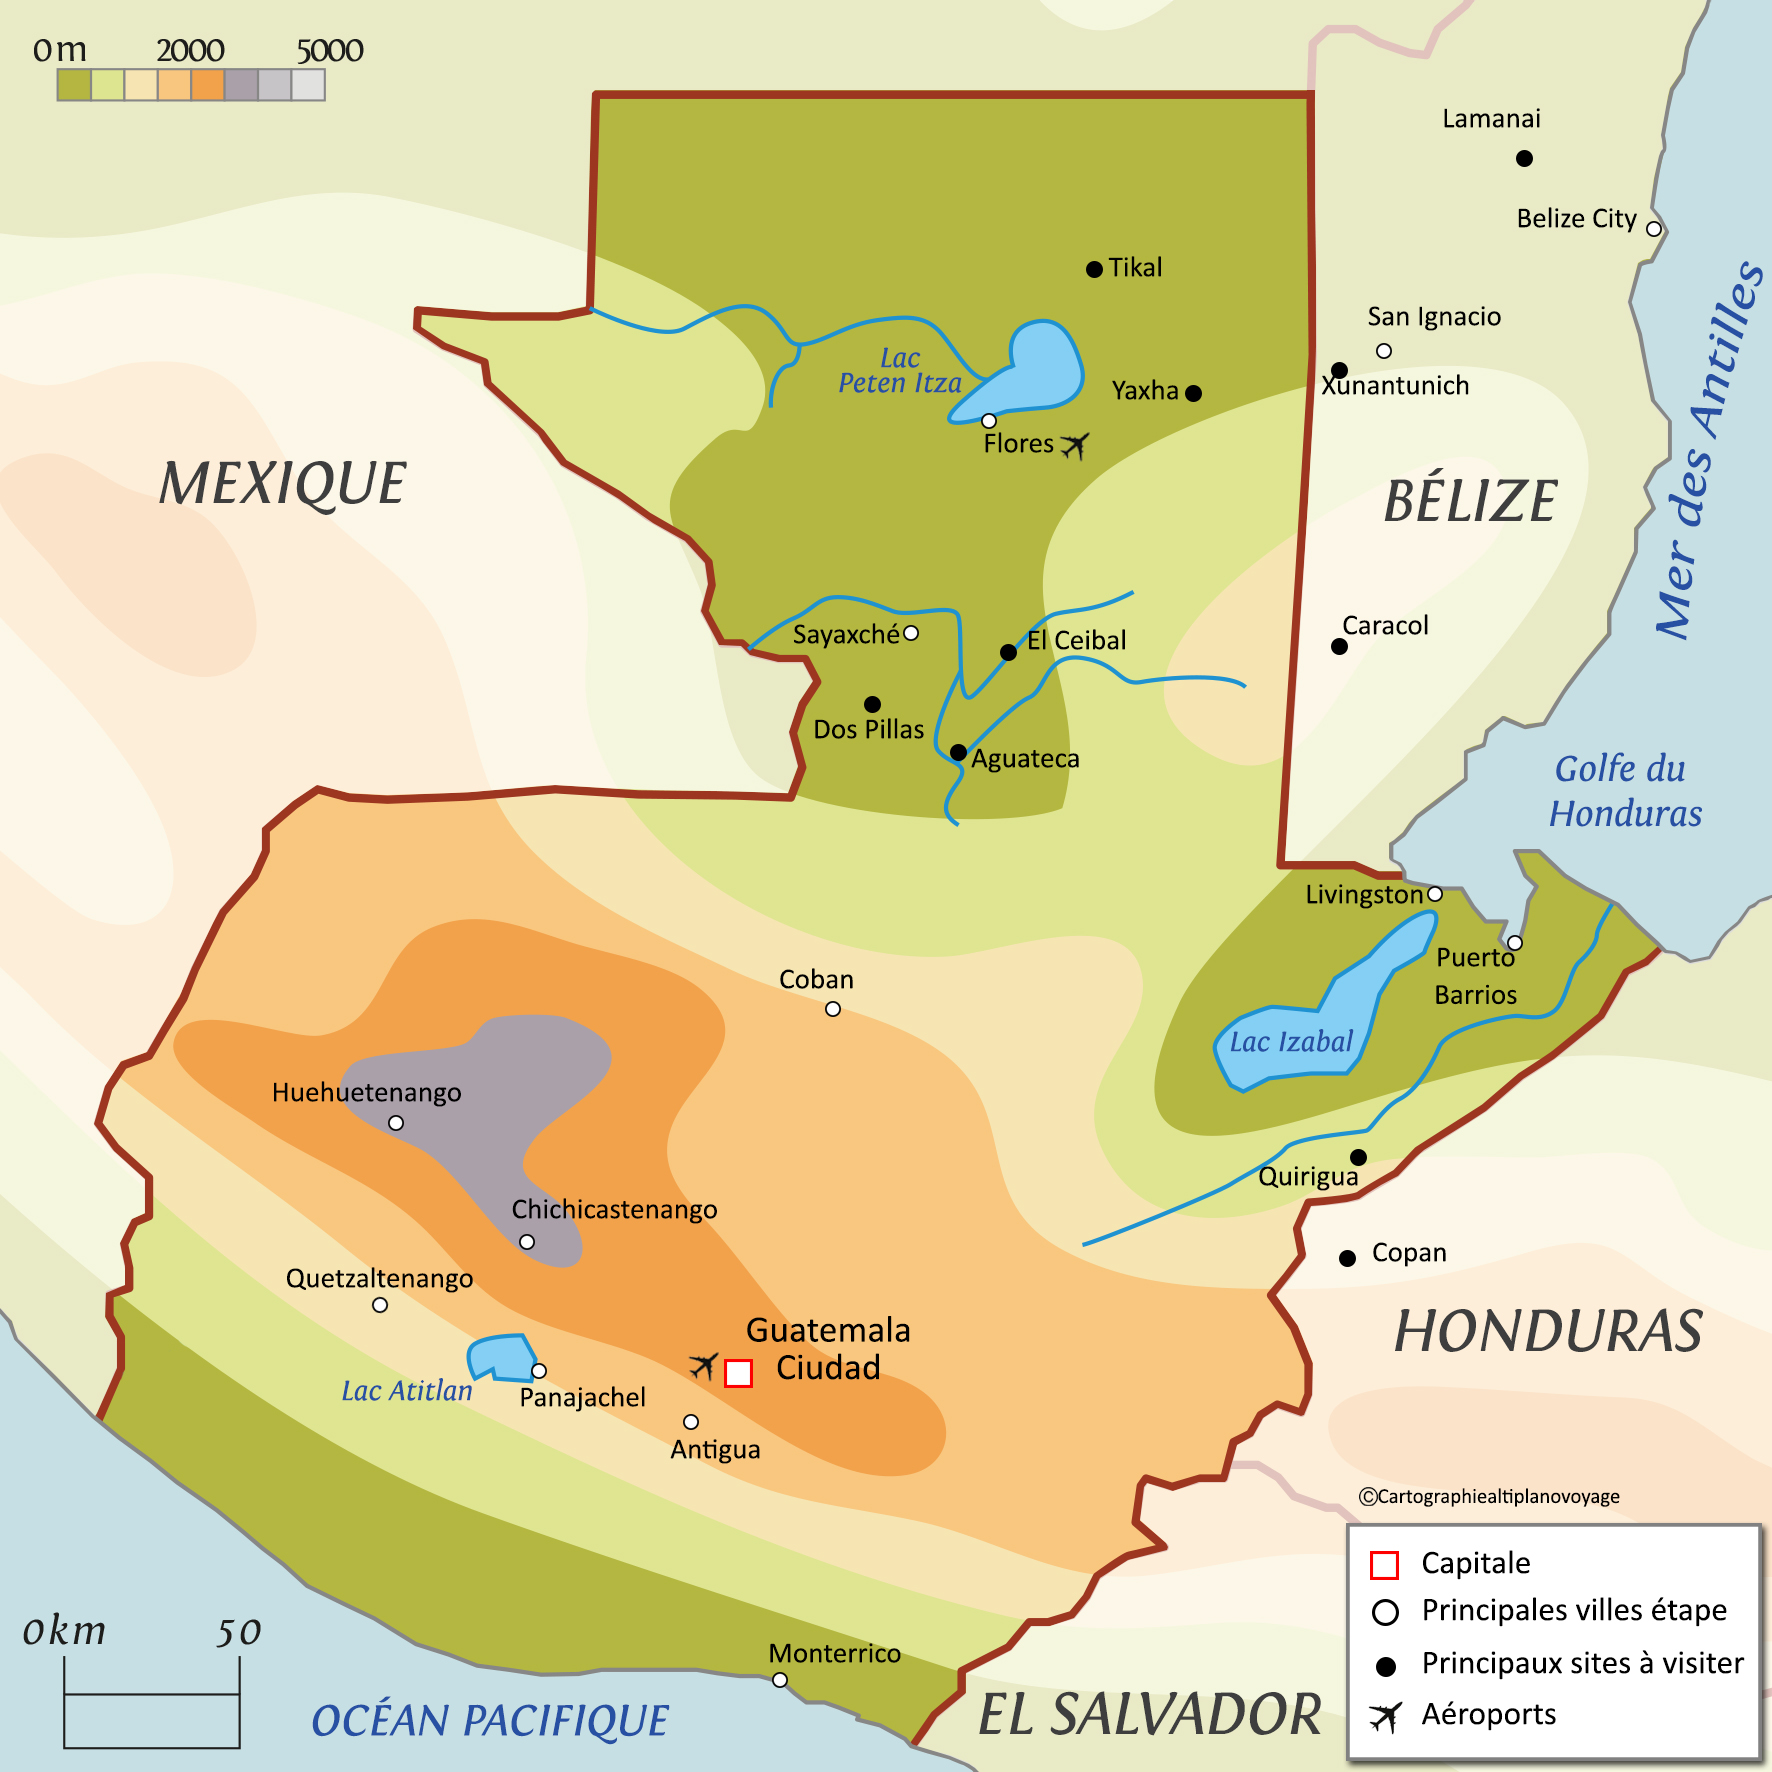 0 m 2000 5000
Lamanai
Belize City
Tikal
Mer des Antilles
San Ignacio
Lac
Peten Itza
Xunantunich
Yaxha
Flores
MEXIQUE
BÉLIZE
Caracol
Sayaxché
El Ceibal
Dos Pillas
Aguateca
Golfe du
Honduras
Livingston
Puerto
Barrios
Coban
Lac Izabal
Huehuetenango
Quirigua
Chichicastenango
Copan
Quetzaltenango
Guatemala
Ciudad
HONDURAS
Lac Atitlan
Panajachel
Antigua
©Cartographiealtiplanovoyage
Capitale
Principales villes étape
Principaux sites à visiter
Aéroports
0 km 50
Monterrico
OCÉAN PACIFIQUE
EL SALVADOR